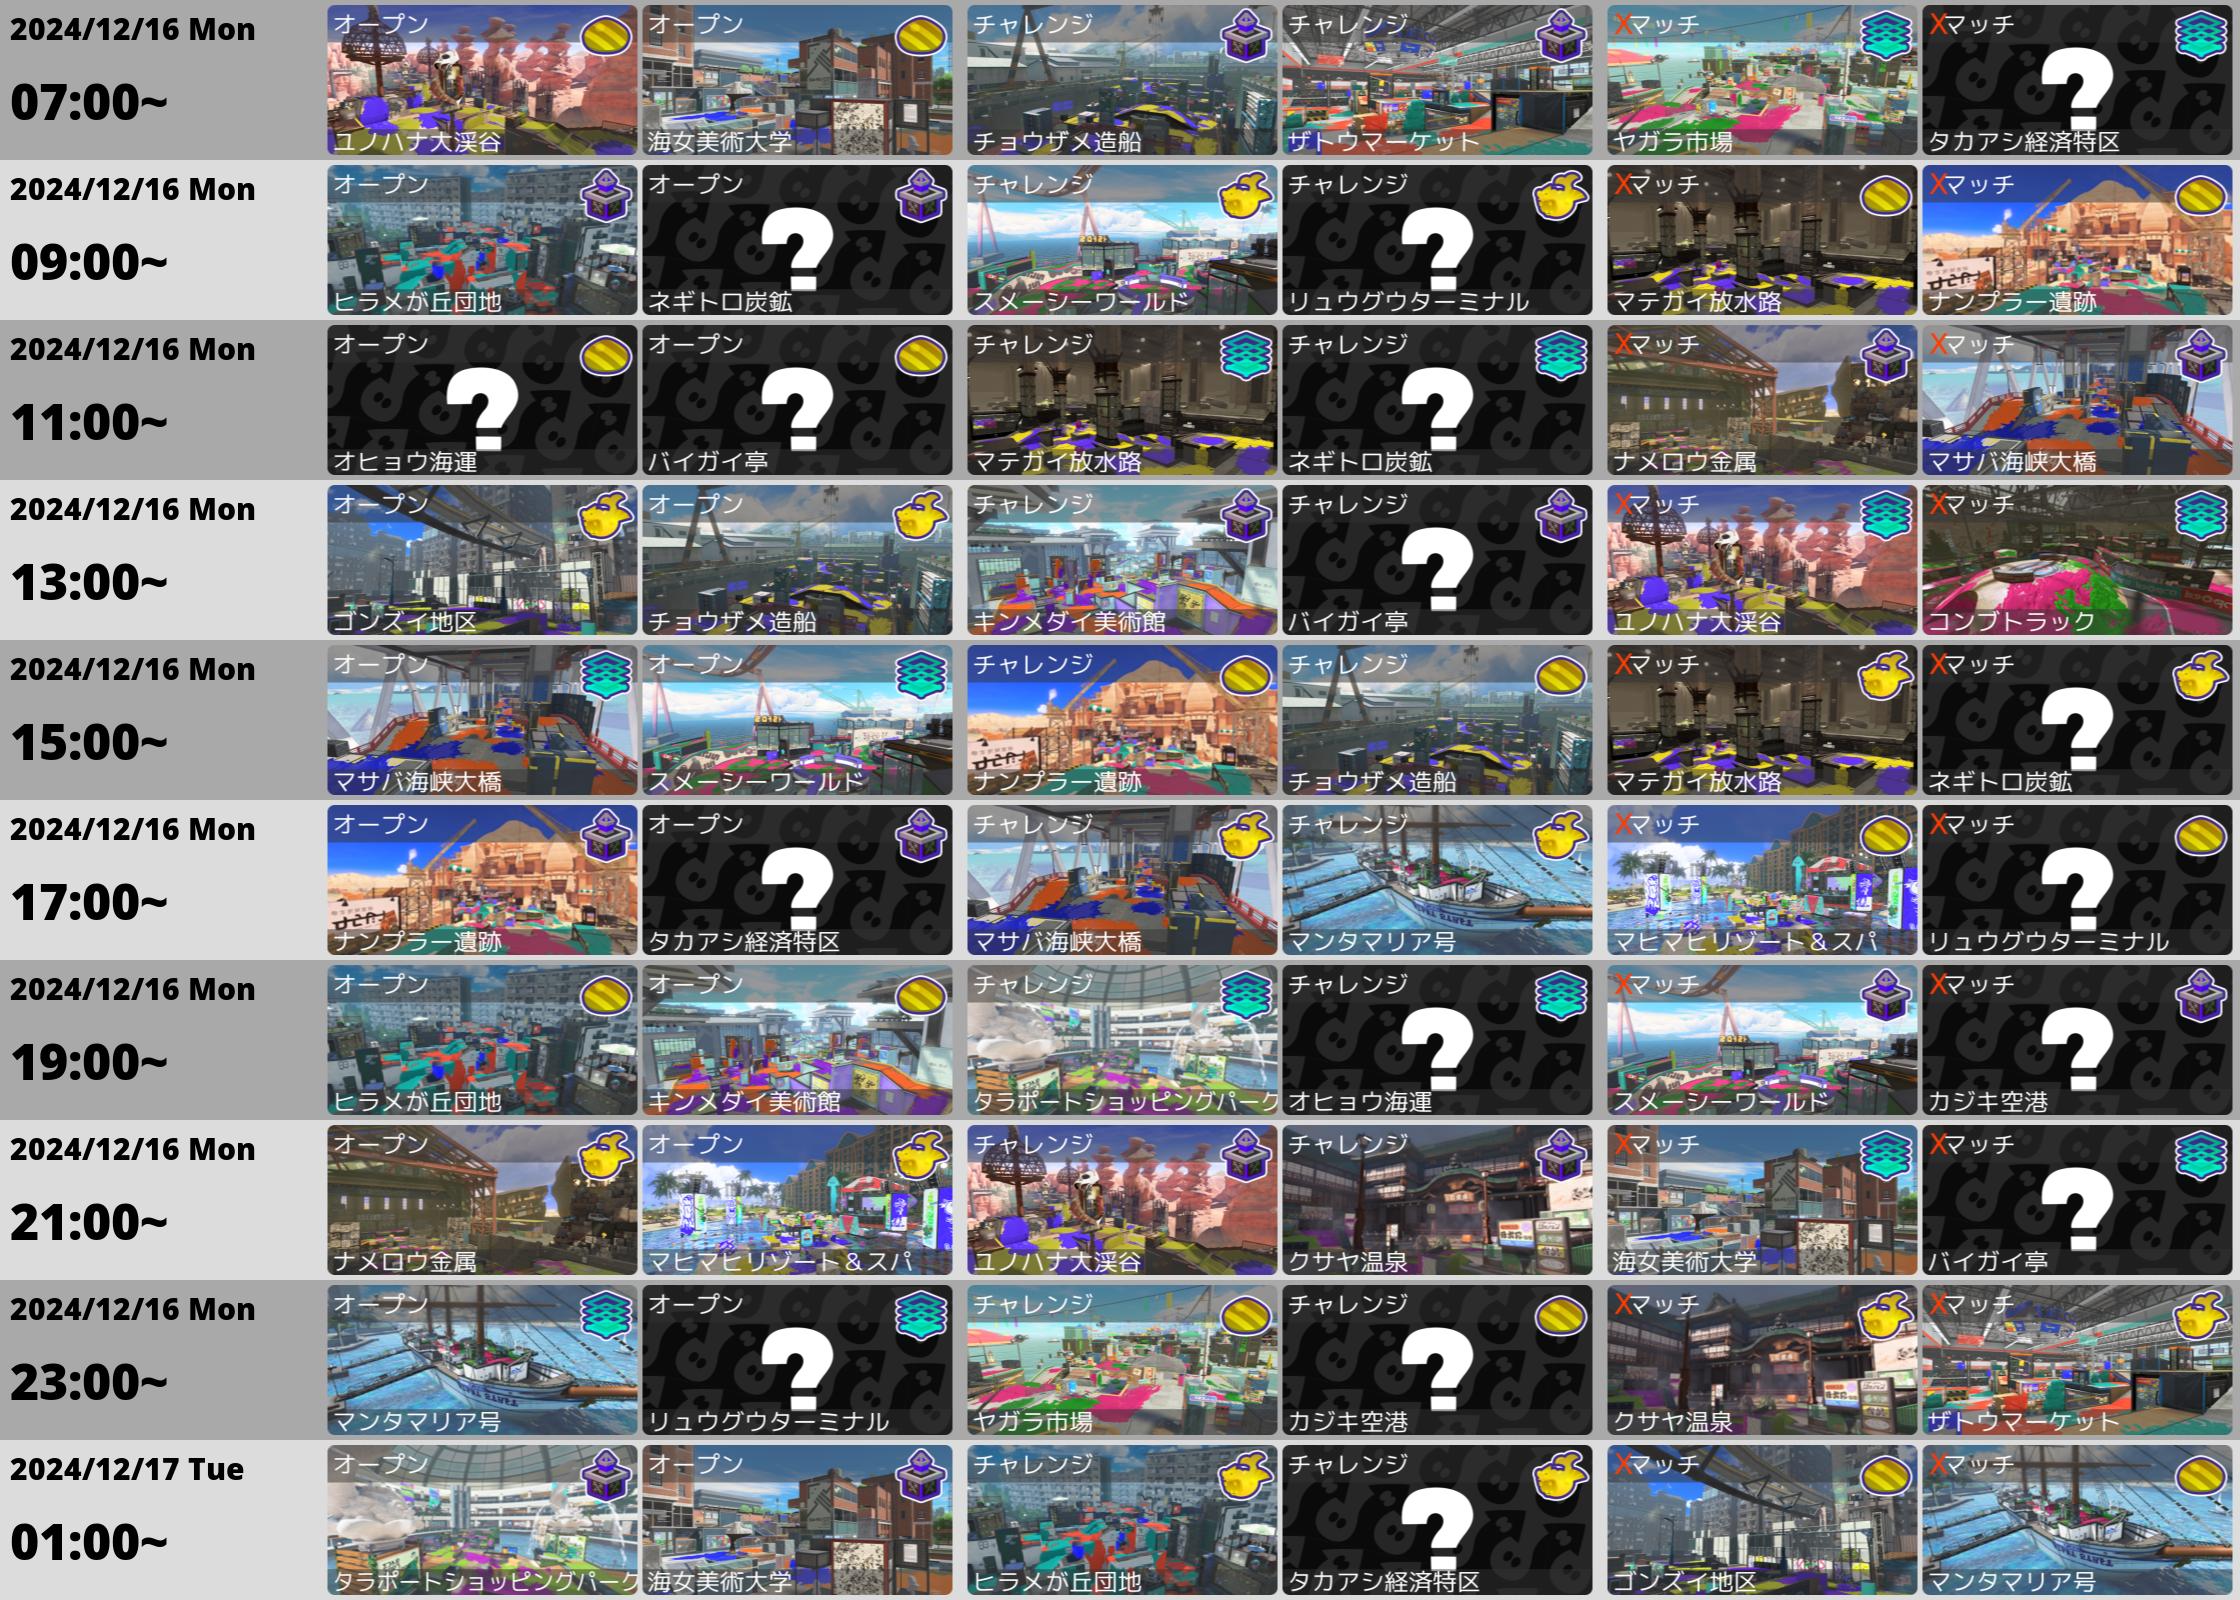 2024/12/16 Mon
07:00~
オープン
ユノハナ大渓谷
オープン
海女美術大学
チャレンジ
チョウザメ造船
チャレンジ
ザトウマーケット
Xマッチ
ヤガラ市場
Xマッチ
タカアシ経済特区
2024/12/16 Mon
09:00~
オープン
ヒラメが丘団地
オープン
ネギトロ炭鉱
チャレンジ
スメーシーワールド
チャレンジ
リュウグウターミナル
Xマッチ
マテガイ放水路
Xマッチ
ナンプラー遺跡
2024/12/16 Mon
11:00~
オープン
オヒョウ海運
オープン
バイガイ亭
チャレンジ
マテガイ放水路
チャレンジ
ネギトロ炭鉱
Xマッチ
ナメロウ金属
Xマッチ
マサバ海峡大橋
2024/12/16 Mon
13:00~
オープン
ゴンズイ地区
オープン
チョウザメ造船
チャレンジ
キンメダイ美術館
チャレンジ
バイガイ亭
Xマッチ
ユノハナ大渓谷
Xマッチ
コンブトラック
2024/12/16 Mon
15:00~
オープン
マサバ海峡大橋
オープン
スメーシーワールド
チャレンジ
ナンプラー遺跡
チャレンジ
チョウザメ造船
Xマッチ
マテガイ放水路
Xマッチ
ネギトロ炭鉱
2024/12/16 Mon
17:00~
オープン
ナンプラー遺跡
オープン
タカアシ経済特区
チャレンジ
マサバ海峡大橋
チャレンジ
マンタマリア号
Xマッチ
マヒマヒリゾート＆スパ
Xマッチ
リュウグウターミナル
2024/12/16 Mon
19:00~
オープン
ヒラメが丘団地
オープン
キンメダイ美術館
チャレンジ
タラポートショッピングパーク
チャレンジ
オヒョウ海運
Xマッチ
スメーシーワールド
Xマッチ
カジキ空港
2024/12/16 Mon
21:00~
オープン
ナメロウ金属
オープン
マヒマヒリゾート＆スパ
チャレンジ
ユノハナ大渓谷
チャレンジ
クサヤ温泉
Xマッチ
海女美術大学
Xマッチ
バイガイ亭
2024/12/16 Mon
23:00~
オープン
マンタマリア号
オープン
リュウグウターミナル
チャレンジ
ヤガラ市場
チャレンジ
カジキ空港
Xマッチ
クサヤ温泉
Xマッチ
ザトウマーケット
2024/12/17 Tue
01:00~
オープン
タラポートショッピングパーク
オープン
海女美術大学
チャレンジ
ヒラメが丘団地
チャレンジ
タカアシ経済特区
Xマッチ
ゴンズイ地区
Xマッチ
マンタマリア号